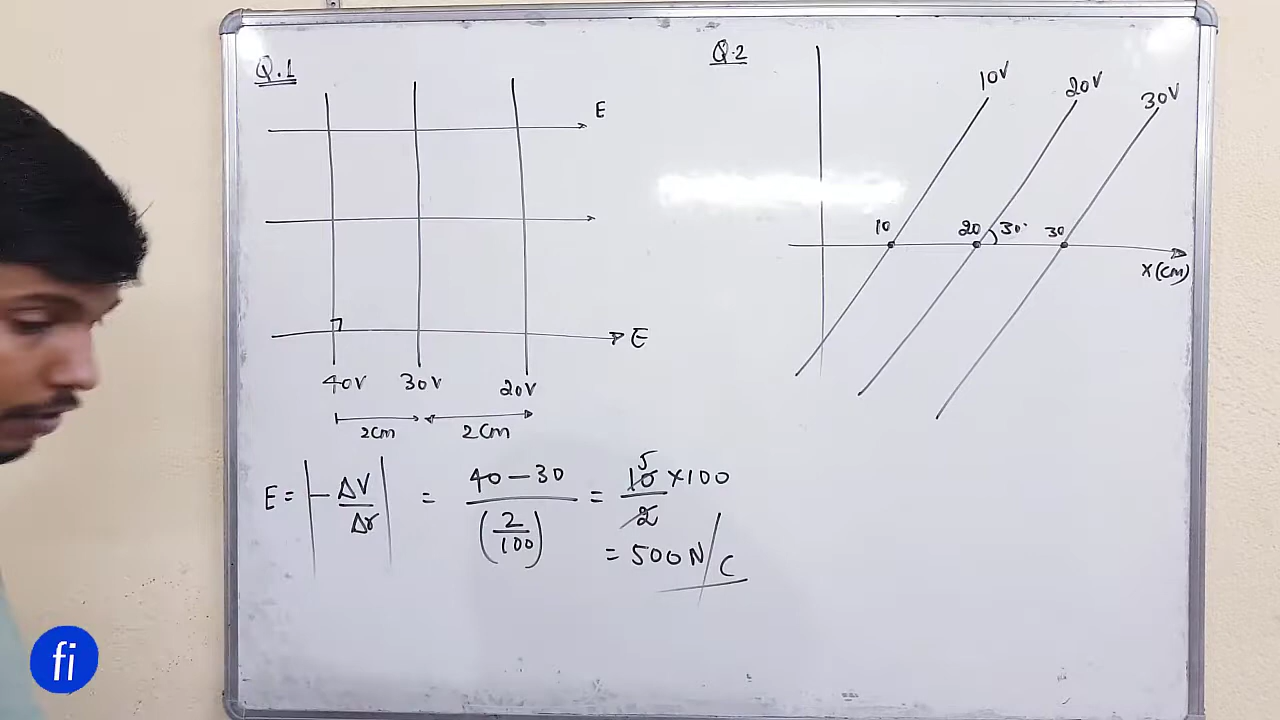 Q.1
E
E
40V 30V 20V
2cm 2cm
E = |-ΔV/Δr| = 40-30/(2/100) = 10/2 5 ×100
= 500 N/C
Q.2
10V 20V 30V
10 20 30° 30
X(cm)
fi